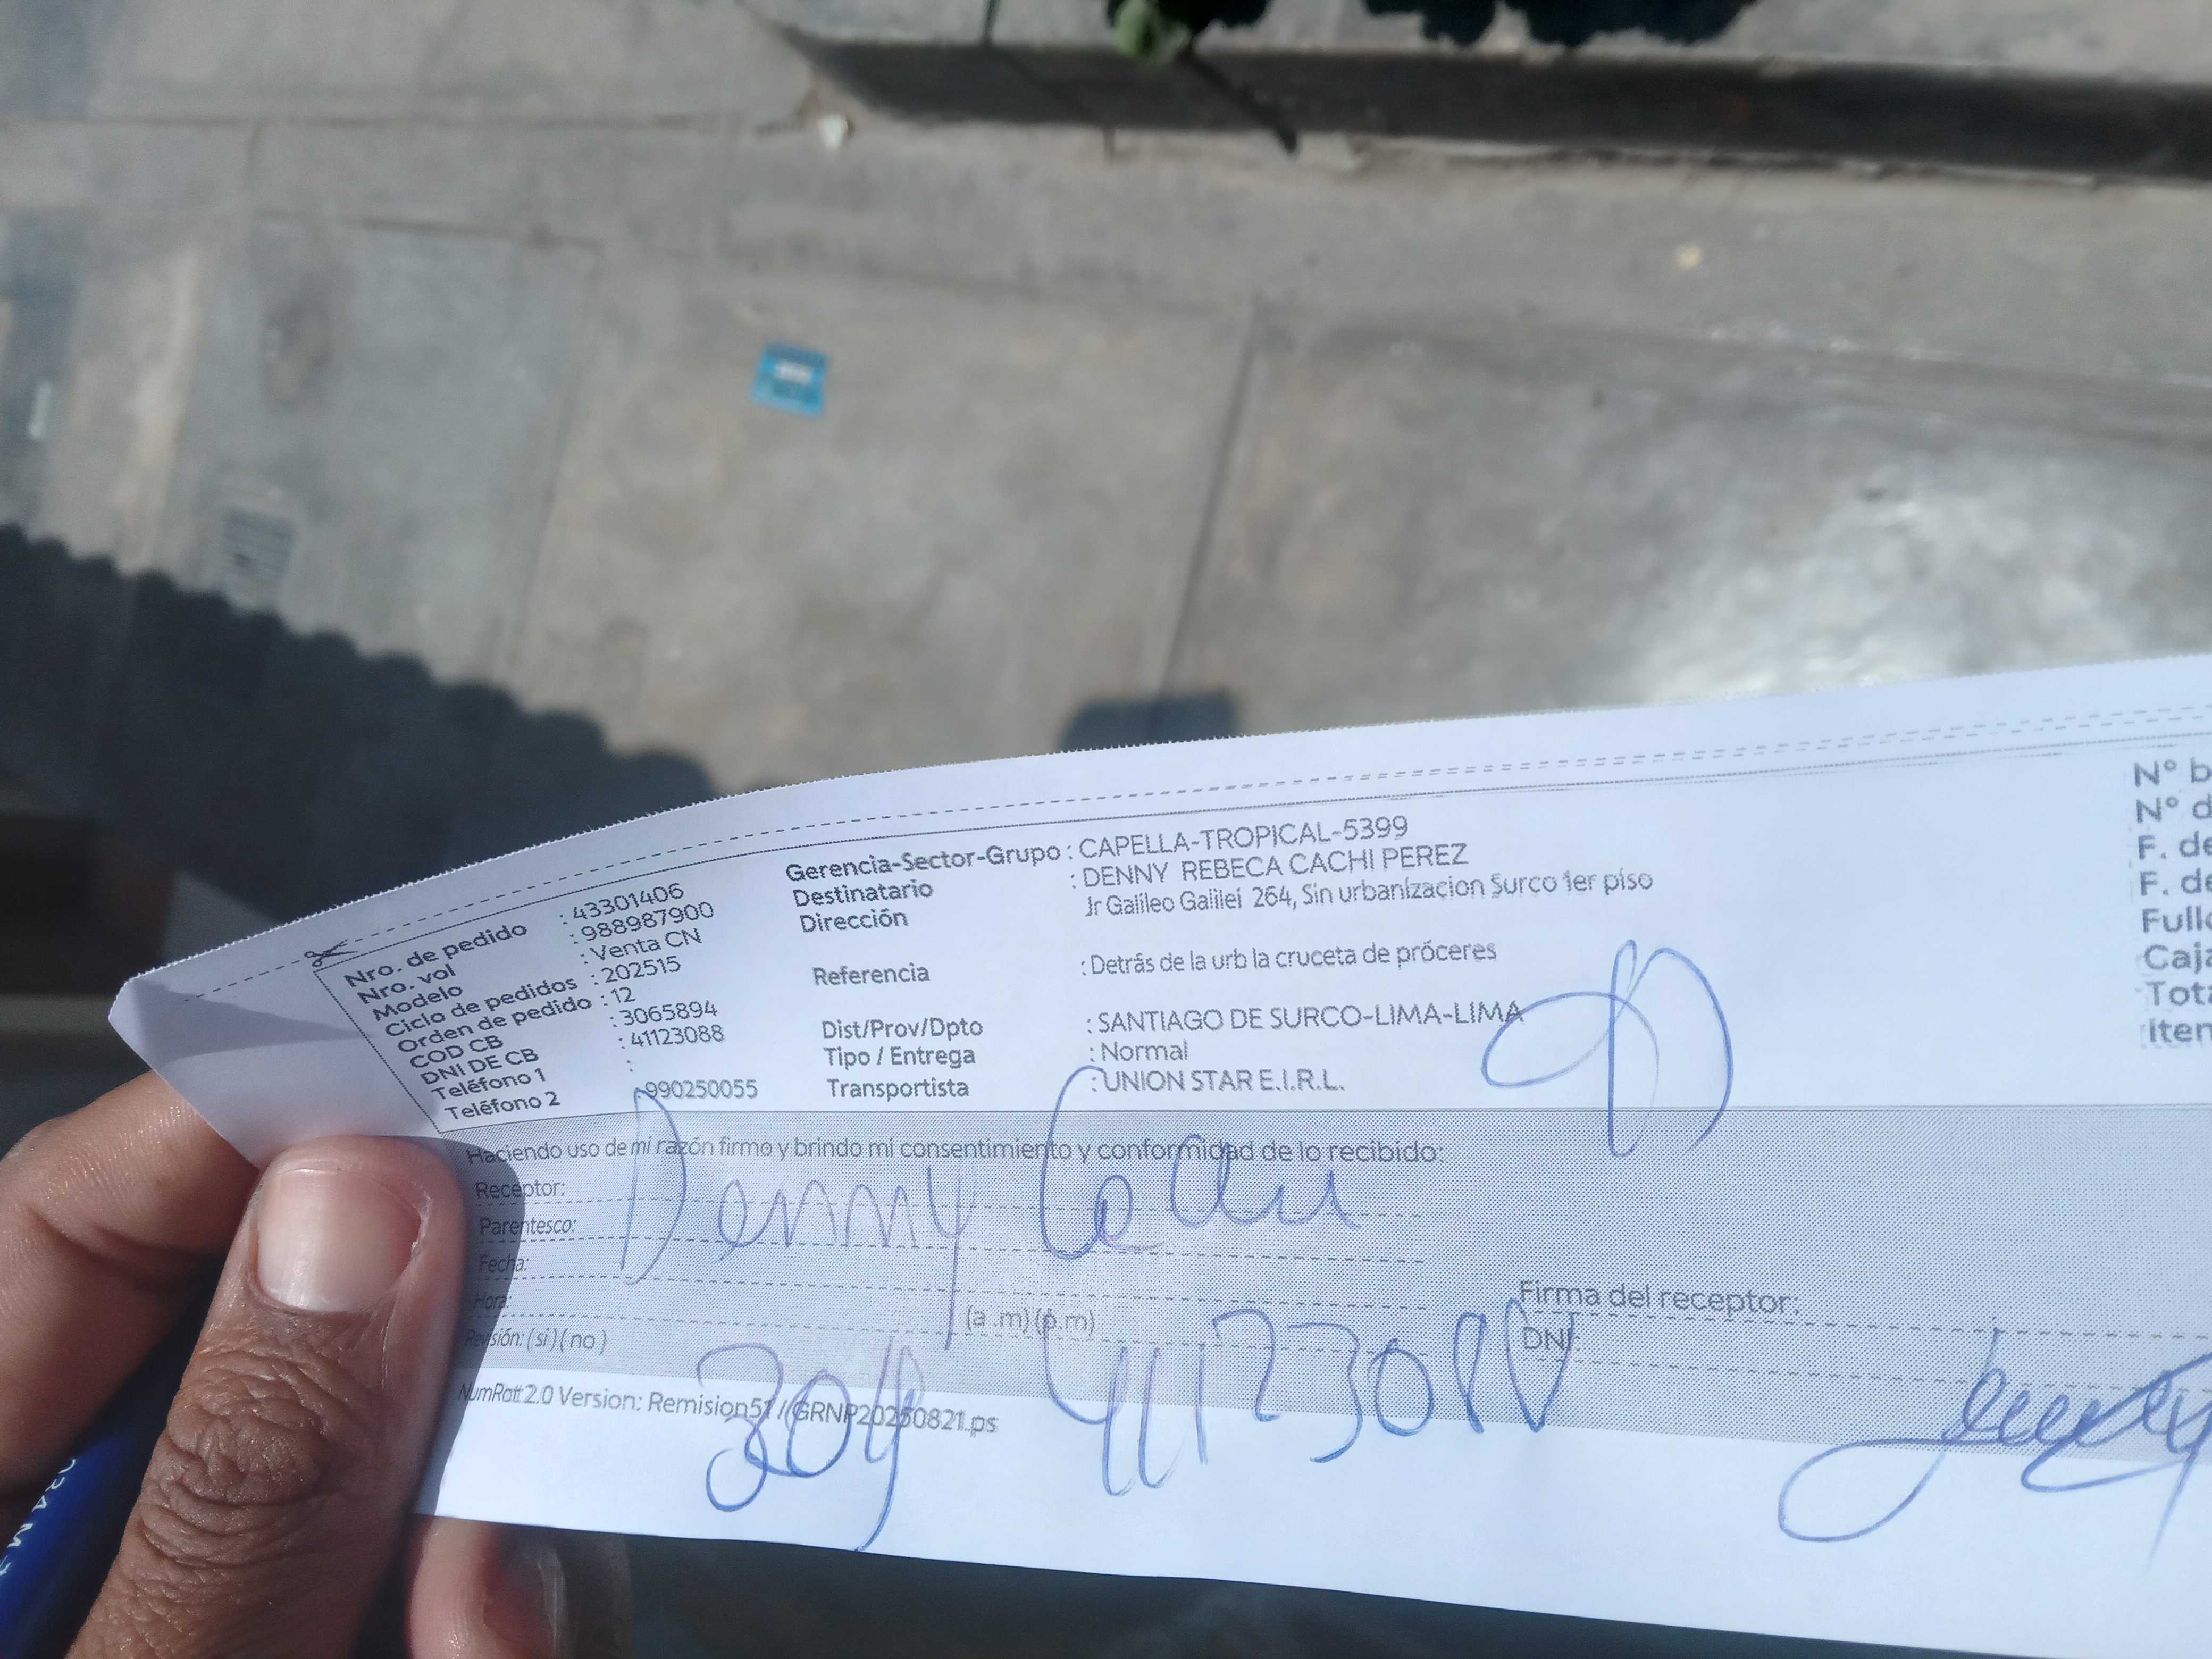 Nro. de pedido : 43301406
Nro. vol : 988987900
Modelo : Venta CN
Ciclo de pedidos : 202515
Orden de pedido : 12
COD CB : 3065894
DNI DE CB : 41123088
Teléfono 1 :
Teléfono 2 990250055
Gerencia-Sector-Grupo : CAPELLA-TROPICAL-5399
Destinatario : DENNY REBECA CACHI PEREZ
Dirección Jr Galileo Galilei 264, Sin urbanizacion Surco 1er piso
Referencia : Detrás de la urb la cruceta de próceres
Dist/Prov/Dpto : SANTIAGO DE SURCO-LIMA-LIMA
Tipo / Entrega : Normal
Transportista : UNION STAR E.I.R.L.
N° b
N° d
F. de
F. de
Caja
Tot
Haciendo uso de mi razón firmo y brindo mi consentimiento y conformidad de lo recibido:
Receptor:
Denny
Parentesco:
Fecha:
Hora: (a .m) (p.m)
Revisión: ( si ) ( no )
Firma del receptor:
DNI:
NumRott 2.0 Version: Remision51 / GRNP20250821.ps